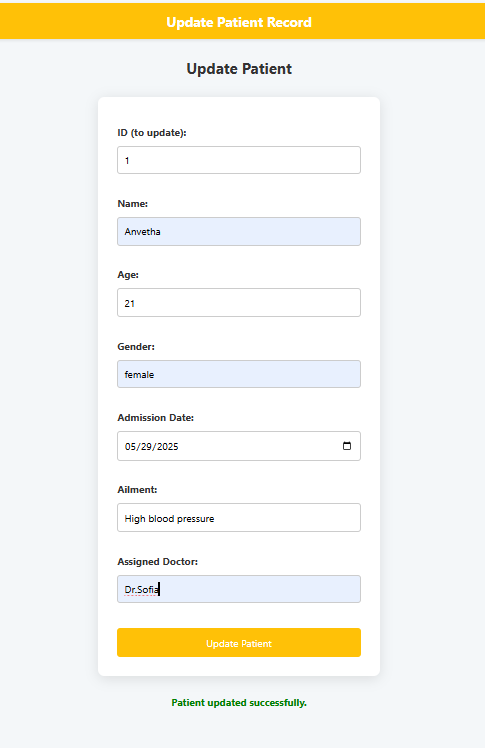 Update Patient Record
Update Patient
ID (to update):
1
Name:
Anvetha
Age:
21
Gender:
female
Admission Date:
05/29/2025
Ailment:
High blood pressure
Assigned Doctor:
Dr.Sofia
Update Patient
Patient updated successfully.